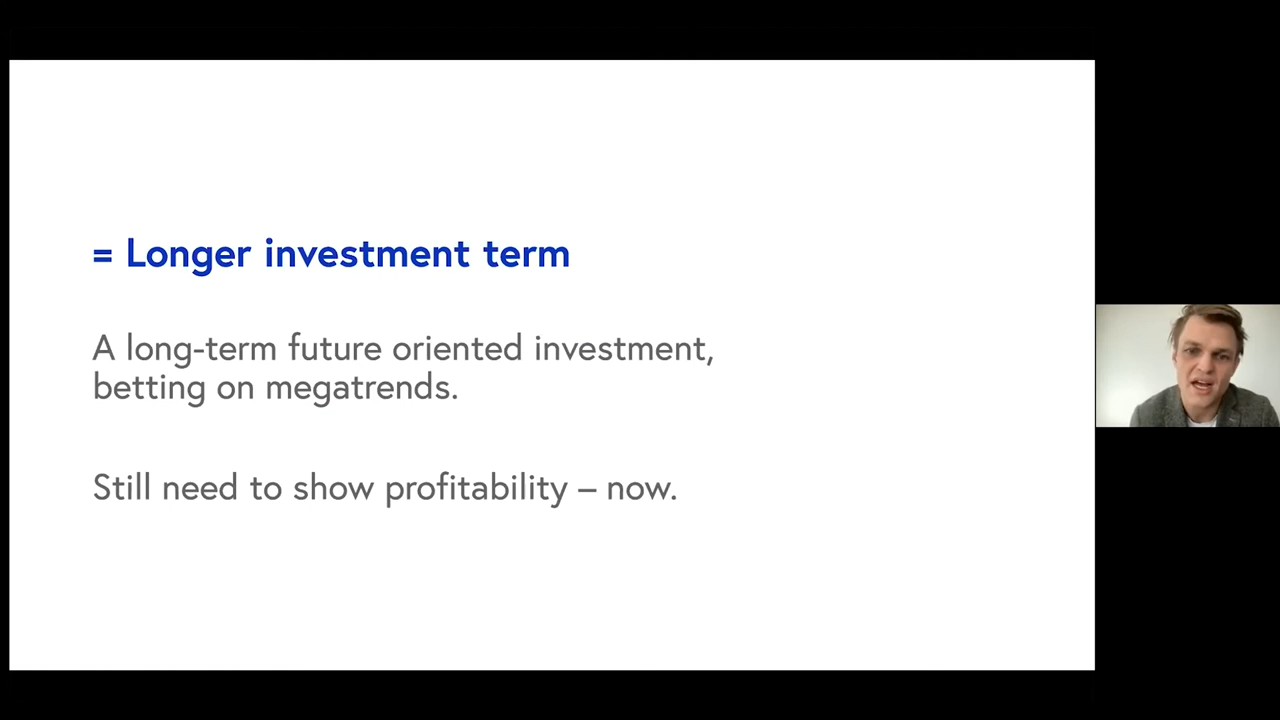 = Longer investment term
A long-term future oriented investment,
betting on megatrends.
Still need to show profitability – now.